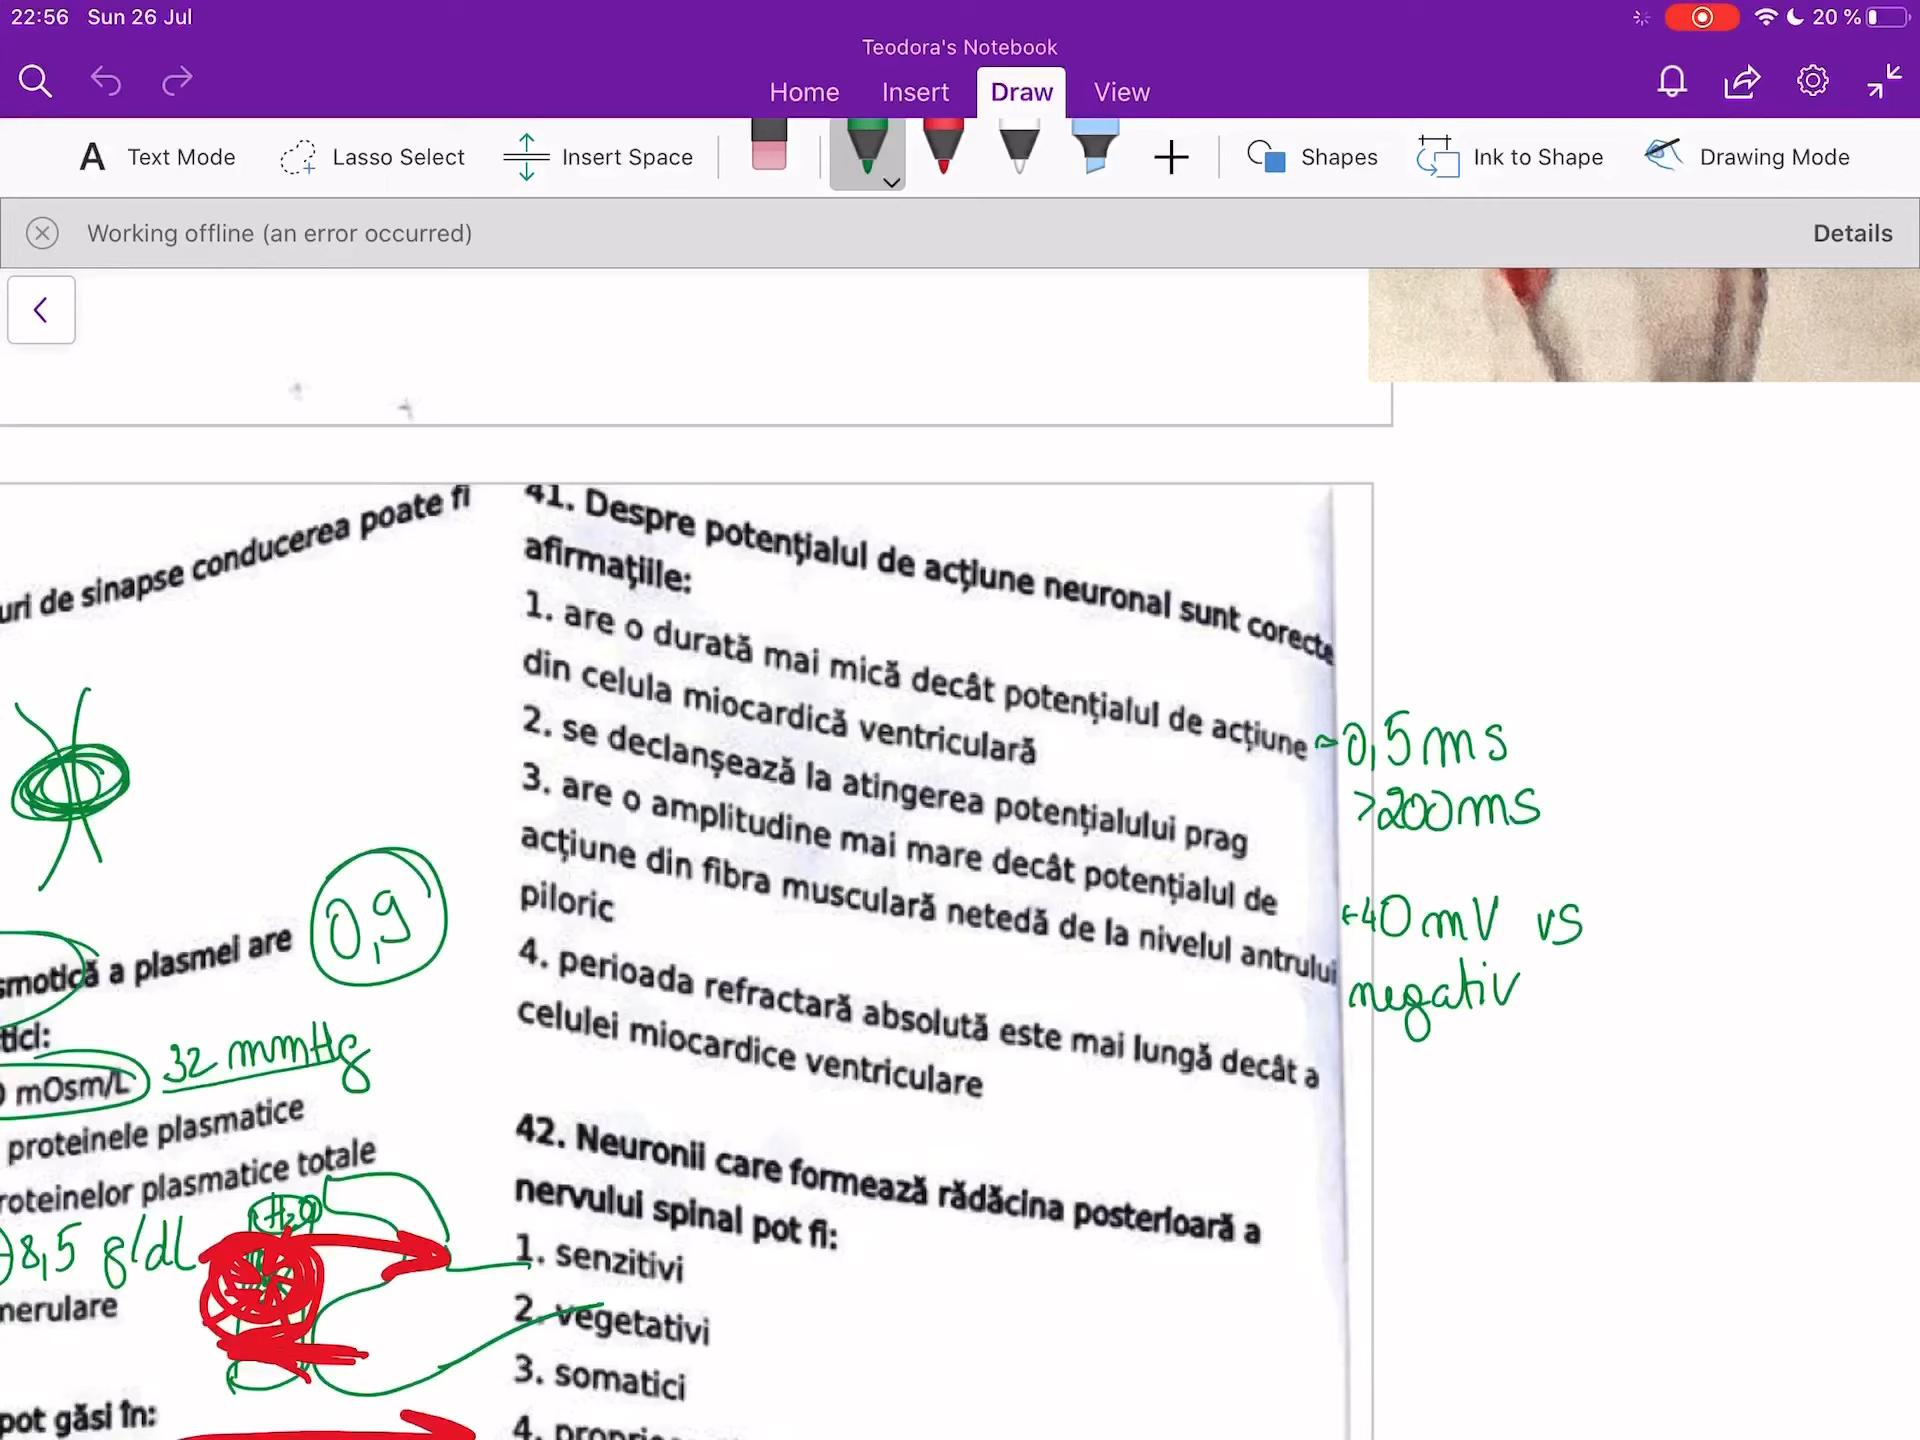 22:56 Sun 26 Jul
20 %
Teodora's Notebook
Home Insert Draw View
A Text Mode Lasso Select Insert Space Shapes Ink to Shape Drawing Mode
Working offline (an error occurred) Details
uri de sinapse conducerea poate fi
0,9
smotică a plasmei are
tici:
mOsm/L 32 mmHg
proteinele plasmatice
roteinelor plasmatice totale
H2O
8,5 g/dL
merulare
pot găsi în:
41. Despre potențialul de acțiune neuronal sunt corecte
afirmațiile:
1. are o durată mai mică decât potențialul de acțiune
din celula miocardică ventriculară
2. se declanșează la atingerea potențialului prag
3. are o amplitudine mai mare decât potențialul de
acțiune din fibra musculară netedă de la nivelul antrului
piloric
4. perioada refractară absolută este mai lungă decât a
celulei miocardice ventriculare
42. Neuronii care formează rădăcina posterioară a
nervului spinal pot fi:
1. senzitivi
2. vegetativi
3. somatici
4.
~0,5 ms
>200 ms
+40 mV vs
negativ